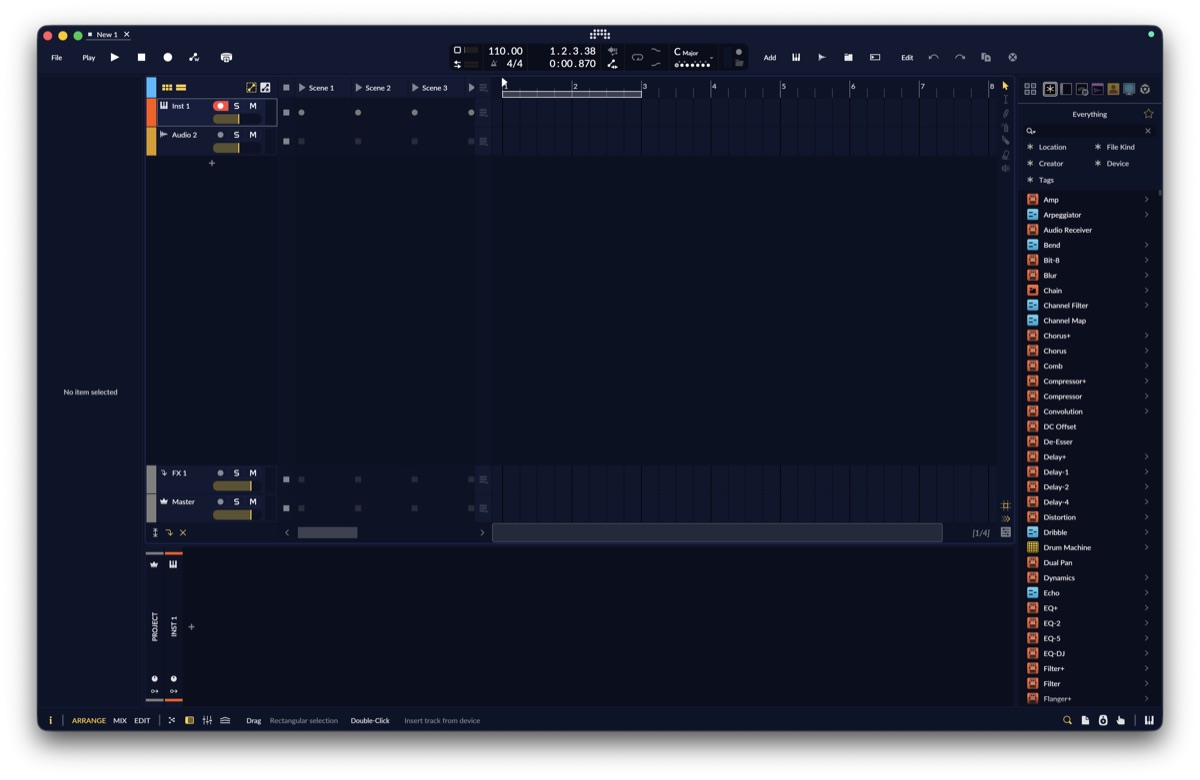 New 1
File
Play
110.00
4/4
1.2.3.38
0:00.870
C Major
Add
Edit
Scene 1
Scene 2
Scene 3
1
2
3
4
5
6
7
8
Inst 1
S M
Audio 2
S M
+
No item selected
FX 1
S M
Master
S M
[1/4]
PROJECT
INST 1
+
Everything
Location
File Kind
Creator
Device
Tags
Amp
Arpeggiator
Audio Receiver
Bend
Bit-8
Blur
Chain
Channel Filter
Channel Map
Chorus+
Chorus
Comb
Compressor+
Compressor
Convolution
DC Offset
De-Esser
Delay+
Delay-1
Delay-2
Delay-4
Distortion
Dribble
Drum Machine
Dual Pan
Dynamics
Echo
EQ+
EQ-2
EQ-5
EQ-DJ
Filter+
Filter
Flanger+
i
ARRANGE MIX EDIT
Drag Rectangular selection Double-Click Insert track from device